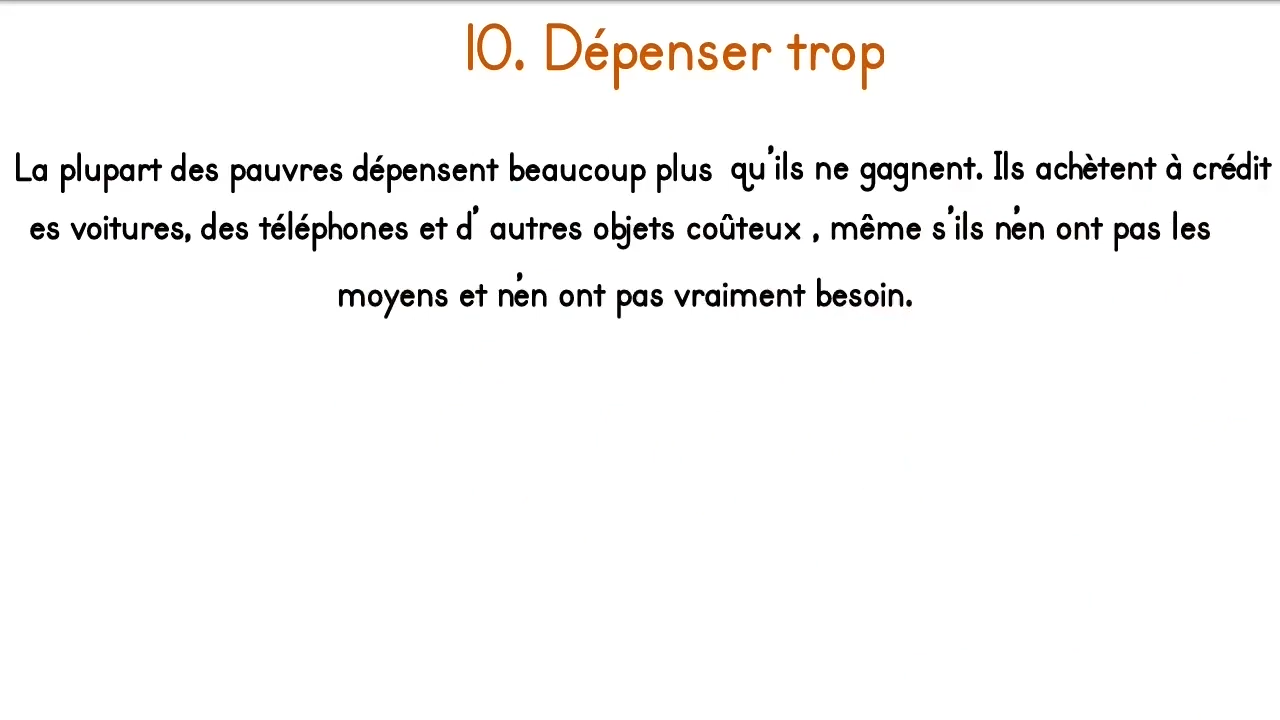 10. Dépenser trop
La plupart des pauvres dépensent beaucoup plus qu'ils ne gagnent. Ils achètent à crédit
es voitures, des téléphones et d' autres objets coûteux , même s'ils n'en ont pas les
moyens et n'en ont pas vraiment besoin.